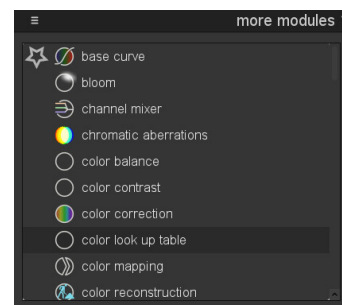 more modules
base curve
bloom
channel mixer
chromatic aberrations
color balance
color contrast
color correction
color look up table
color mapping
color reconstruction